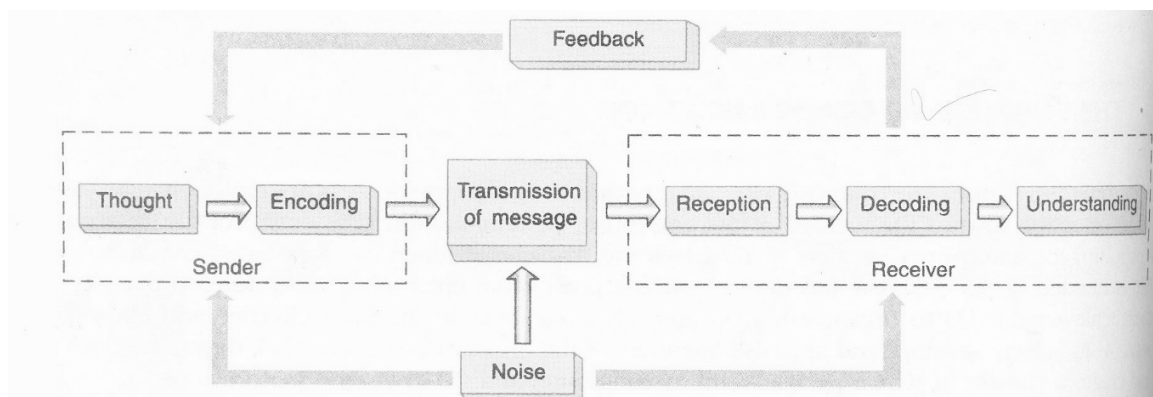 Feedback
Thought
Encoding
Transmission
of message
Reception
Decoding
Understanding
Sender
Receiver
Noise